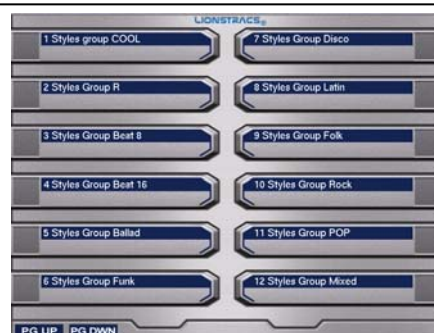 LIONSTRACS
1 Styles group COOL
2 Styles Group R
3 Styles Group Beat 8
4 Styles Group Beat 16
5 Styles Group Ballad
6 Styles Group Funk
7 Styles Group Disco
8 Styles Group Latin
9 Styles Group Folk
10 Styles Group Rock
11 Styles Group POP
12 Styles Group Mixed
PG UP PG DWN